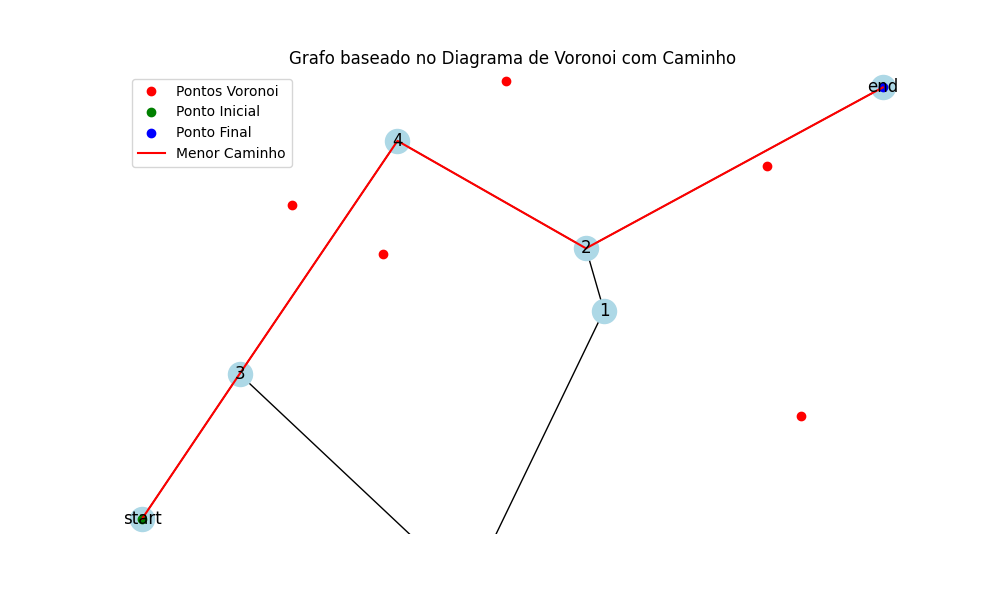 Grafo baseado no Diagrama de Voronoi com Caminho
Pontos Voronoi
Ponto Inicial
Ponto Final
Menor Caminho
end
4
2
1
3
start